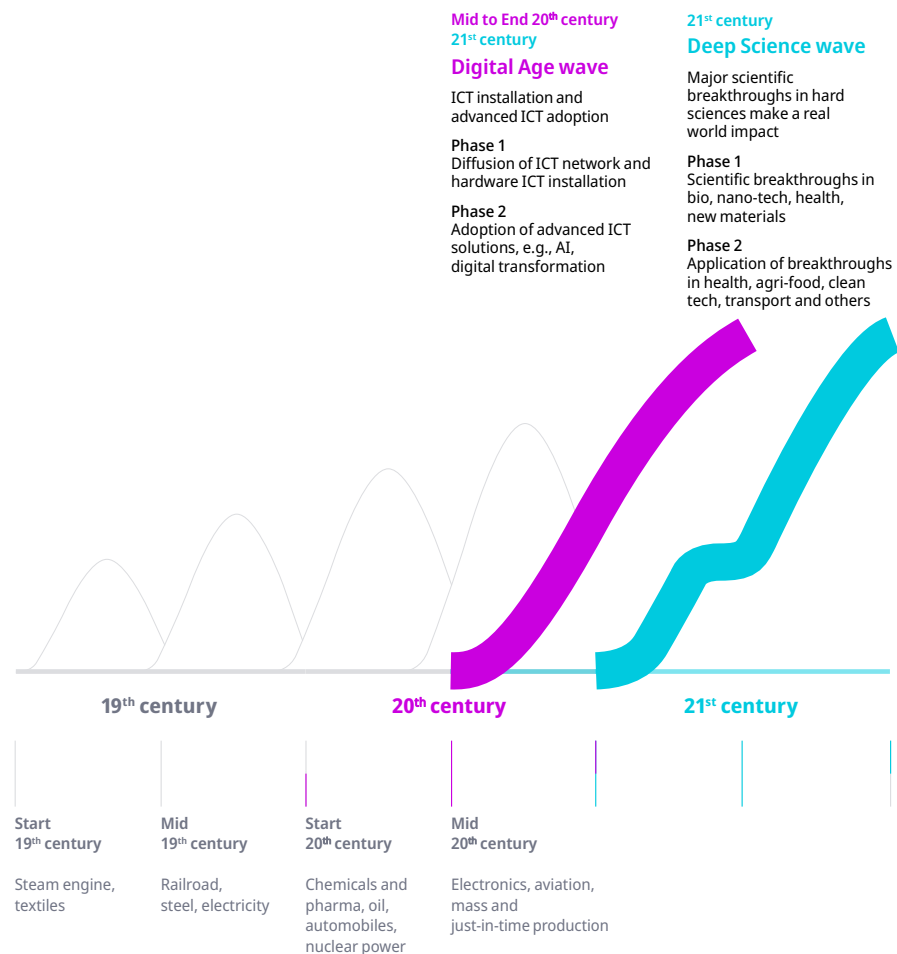 Mid to End 20th century
21st century
Digital Age wave
ICT installation and
advanced ICT adoption
Phase 1
Diffusion of ICT network and
hardware ICT installation
Phase 2
Adoption of advanced ICT
solutions, e.g., AI,
digital transformation
21st century
Deep Science wave
Major scientific
breakthroughs in hard
sciences make a real
world impact
Phase 1
Scientific breakthroughs in
bio, nano-tech, health,
new materials
Phase 2
Application of breakthroughs
in health, agri-food, clean
tech, transport and others
19th century
20th century
21st century
Start
19th century
Steam engine,
textiles
Mid
19th century
Railroad,
steel, electricity
Start
20th century
Chemicals and
pharma, oil,
automobiles,
nuclear power
Mid
20th century
Electronics, aviation,
mass and
just-in-time production